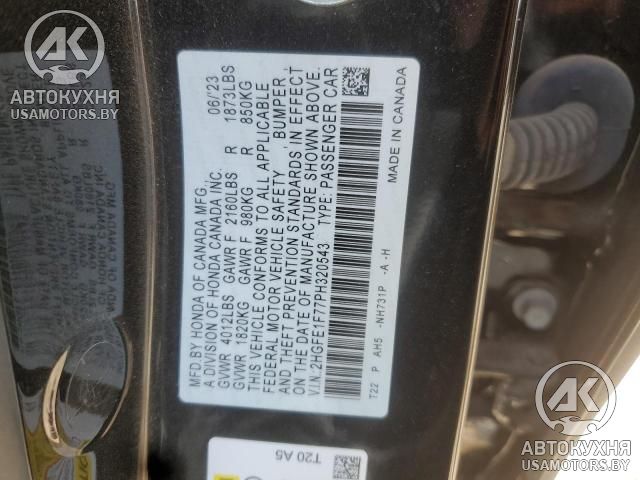 MFD BY HONDA OF CANADA MFG.,
A DIVISION OF HONDA CANADA INC. 06/23
GVWR 4012LBS GAWR F 2160LBS R 1873LBS
GVWR 1820KG GAWR F 980KG R 850KG
THIS VEHICLE CONFORMS TO ALL APPLICABLE
FEDERAL MOTOR VEHICLE SAFETY, BUMPER,
AND THEFT PREVENTION STANDARDS IN EFFECT
ON THE DATE OF MANUFACTURE SHOWN ABOVE.
V.I.N.:2HGFE1F77PH320543 TYPE:PASSENGER CAR
T22 P AH5 -NH731P -A -H
MADE IN CANADA
T20 A5
АК
АВТОКУХНЯ
USAMOTORS.BY
АК
АВТОКУХНЯ
USAMOTORS.BY